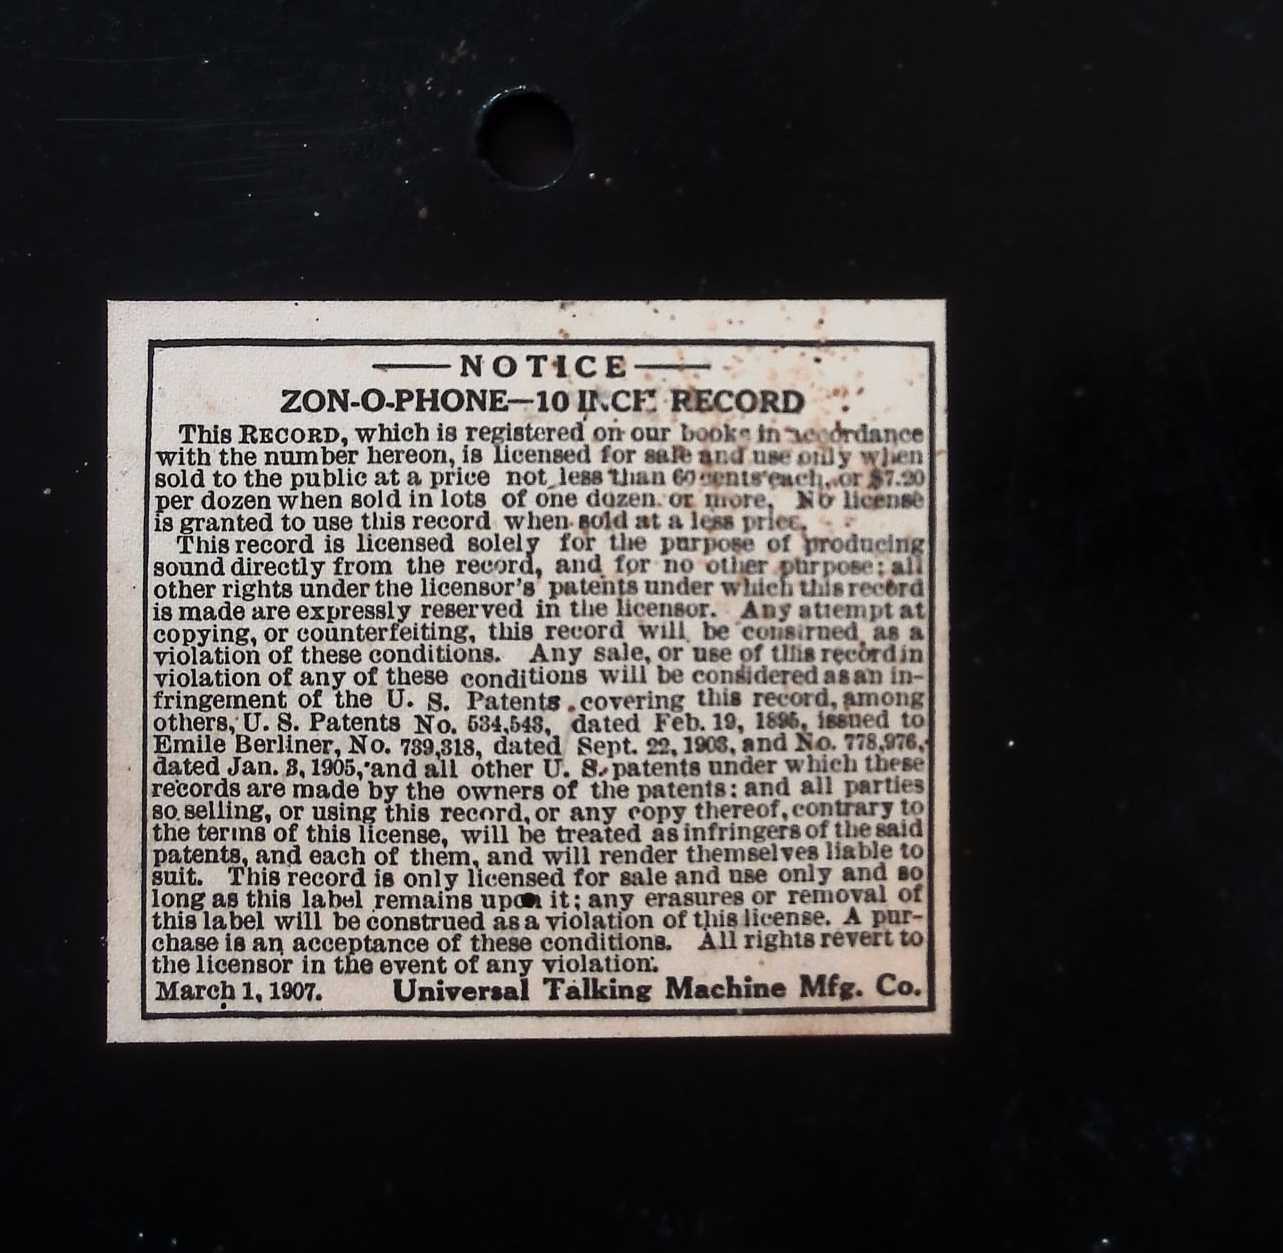 NOTICE
ZON-O-PHONE—10 INCH RECORD
This RECORD, which is registered on our books in accordance
with the number hereon, is licensed for sale and use only when
sold to the public at a price not less than 60 cents each, or $7.20
per dozen when sold in lots of one dozen or more. No license
is granted to use this record when sold at a less price.
This record is licensed solely for the purpose of producing
sound directly from the record, and for no other purpose; all
other rights under the licensor's patents under which this record
is made are expressly reserved in the licensor. Any attempt at
copying, or counterfeiting, this record will be construed as a
violation of these conditions. Any sale, or use of this record in
violation of any of these conditions will be considered as an in-
fringement of the U. S. Patents covering this record, among
others, U. S. Patents No. 534,543, dated Feb. 19, 1895, issued to
Emile Berliner, No. 739,318, dated Sept. 22, 1903, and No. 778,976,
dated Jan. 3, 1905, and all other U. S. patents under which these
records are made by the owners of the patents: and all parties
so selling, or using this record, or any copy thereof, contrary to
the terms of this license, will be treated as infringers of the said
patents, and each of them, and will render themselves liable to
suit. This record is only licensed for sale and use only and so
long as this label remains upon it; any erasures or removal of
this label will be construed as a violation of this license. A pur-
chase is an acceptance of these conditions. All rights revert to
the licensor in the event of any violation.
March 1, 1907. Universal Talking Machine Mfg. Co.